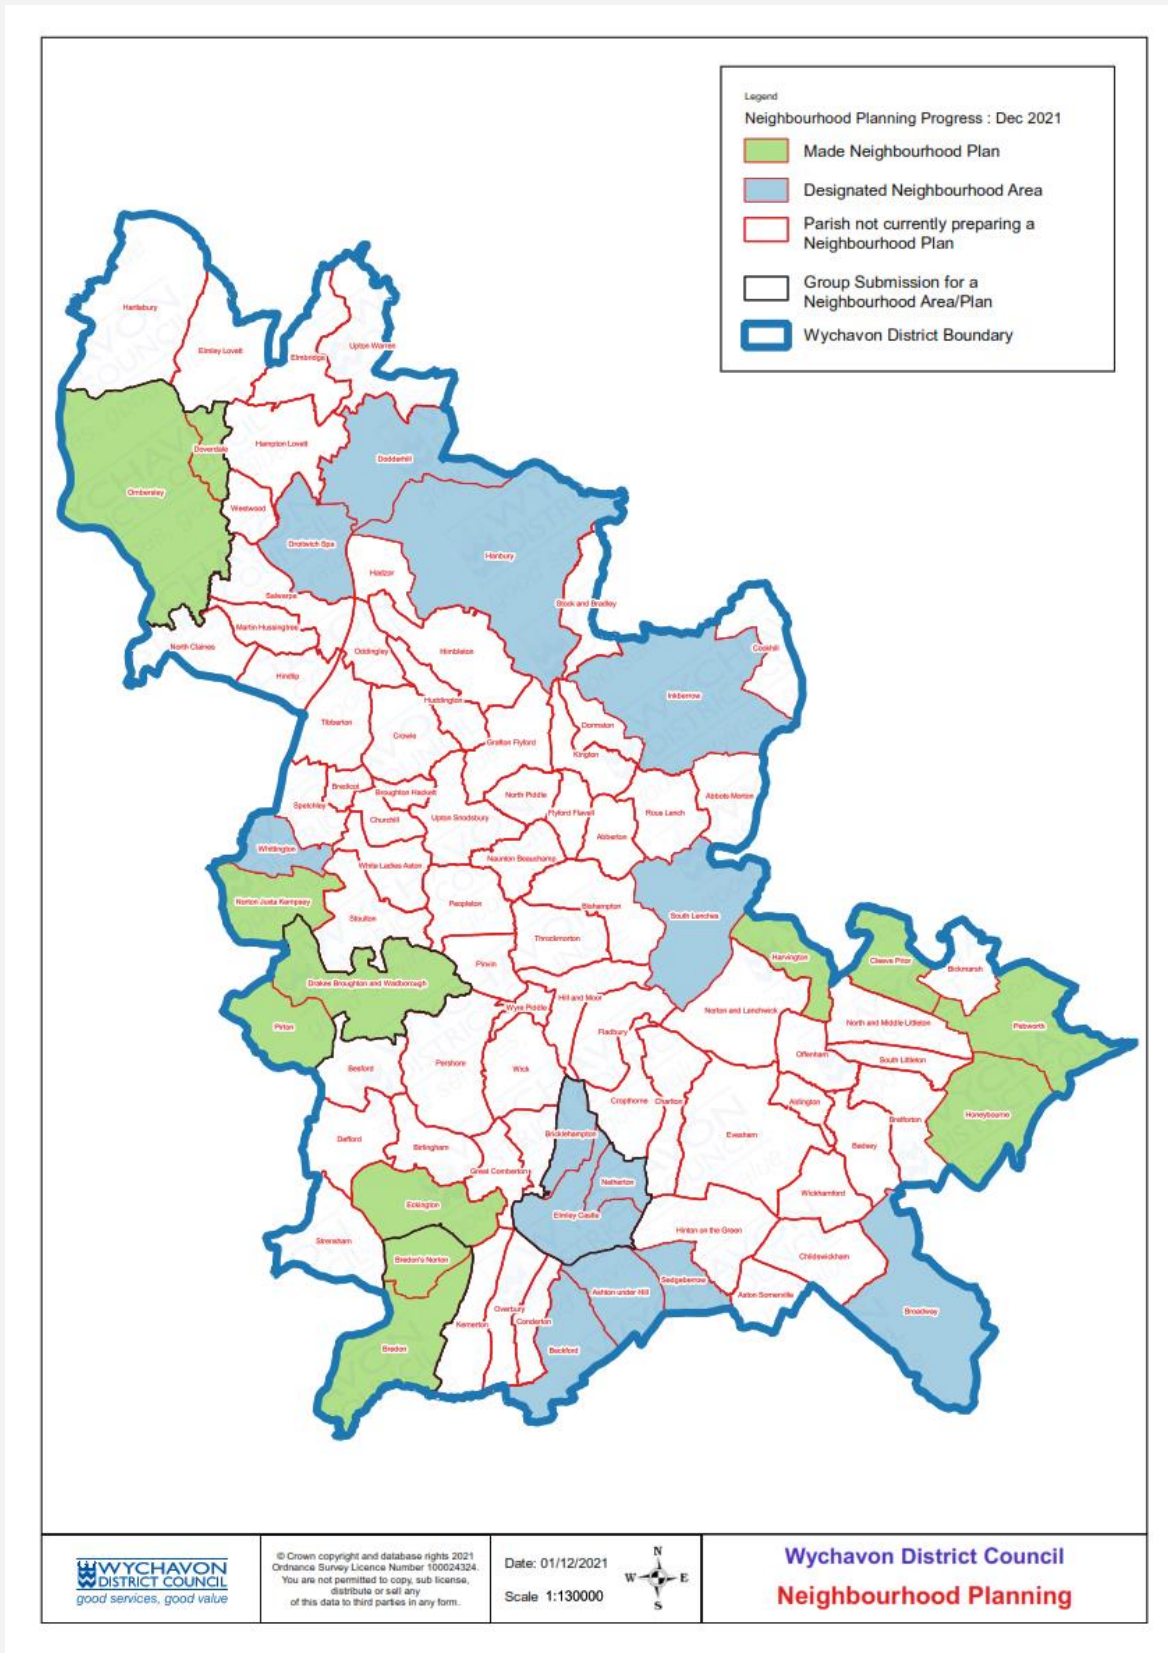 Legend
Neighbourhood Planning Progress : Dec 2021
Made Neighbourhood Plan
Designated Neighbourhood Area
Parish not currently preparing a
Neighbourhood Plan
Group Submission for a
Neighbourhood Area/Plan
Wychavon District Boundary
Hartlebury
Elmley Lovett
Elmbridge
Upton Warren
Doverdale
Hampton Lovett
Dodderhill
Ombersley
Westwood
Droitwich Spa
Hanbury
Hadzor
Salwarpe
Stock and Bradley
Martin Hussingtree
North Claines
Oddingley
Himbleton
Cookhill
Hindlip
Inkberrow
Huddington
Tibberton
Crowle
Dormston
Grafton Flyford
Kington
Bredicot
Broughton Hackett
North Piddle
Abbots Morton
Spetchley
Churchill
Upton Snodsbury
Flyford Flavell
Rous Lench
Abberton
Whittington
White Ladies Aston
Naunton Beauchamp
Norton Juxta Kempsey
Stoulton
Peopleton
Bishampton
South Lenches
Throckmorton
Harvington
Cleeve Prior
Bickmarsh
Pinvin
Drakes Broughton and Wadborough
Hill and Moor
Wyre Piddle
Norton and Lenchwick
North and Middle Littleton
Pebworth
Pirton
Fladbury
Offenham
South Littleton
Besford
Pershore
Wick
Cropthorne
Charlton
Aldington
Bretforton
Honeybourne
Defford
Birlingham
Bricklehampton
Evesham
Badsey
Great Comberton
Netherton
Wickhamford
Eckington
Elmley Castle
Hinton on the Green
Strensham
Bredon's Norton
Childswickham
Sedgeberrow
Ashton under Hill
Aston Somerville
Overbury
Conderton
Kemerton
Broadway
Bredon
Beckford
WYCHAVON
DISTRICT COUNCIL
good services, good value
© Crown copyright and database rights 2021
Ordnance Survey Licence Number 100024324.
You are not permitted to copy, sub license,
distribute or sell any
of this data to third parties in any form.
Date: 01/12/2021
Scale 1:130000
N
W
E
S
Wychavon District Council
Neighbourhood Planning